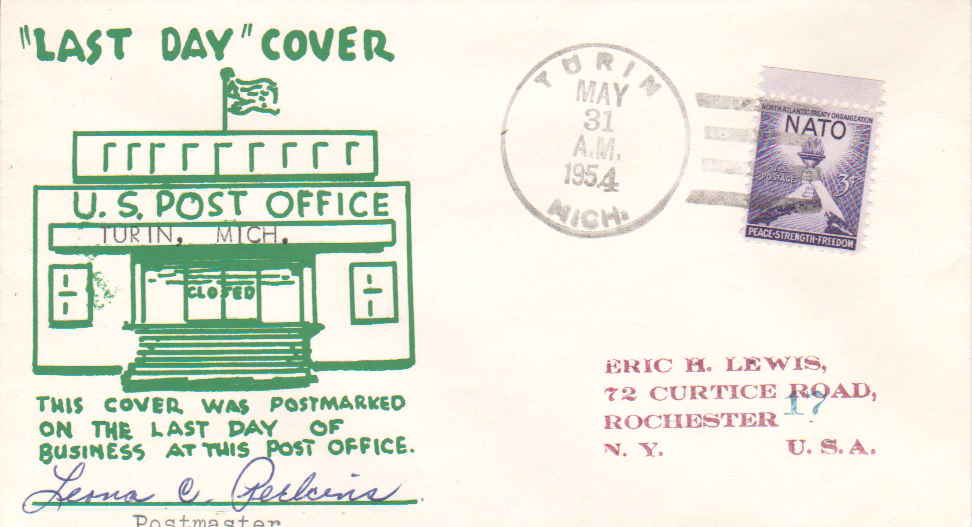 "LAST DAY" COVER
U.S. POST OFFICE
TURIN, MICH.
CLOSED
THIS COVER WAS POSTMARKED
ON THE LAST DAY OF
BUSINESS AT THIS POST OFFICE.
Leona C. Perkins
Postmaster
TURIN
MAY
31
A.M.
1954
MICH.
NORTH ATLANTIC TREATY ORGANIZATION
NATO
POSTAGE
3¢
PEACE-STRENGTH-FREEDOM
ERIC H. LEWIS,
72 CURTICE ROAD,
ROCHESTER 17
N. Y. U. S. A.